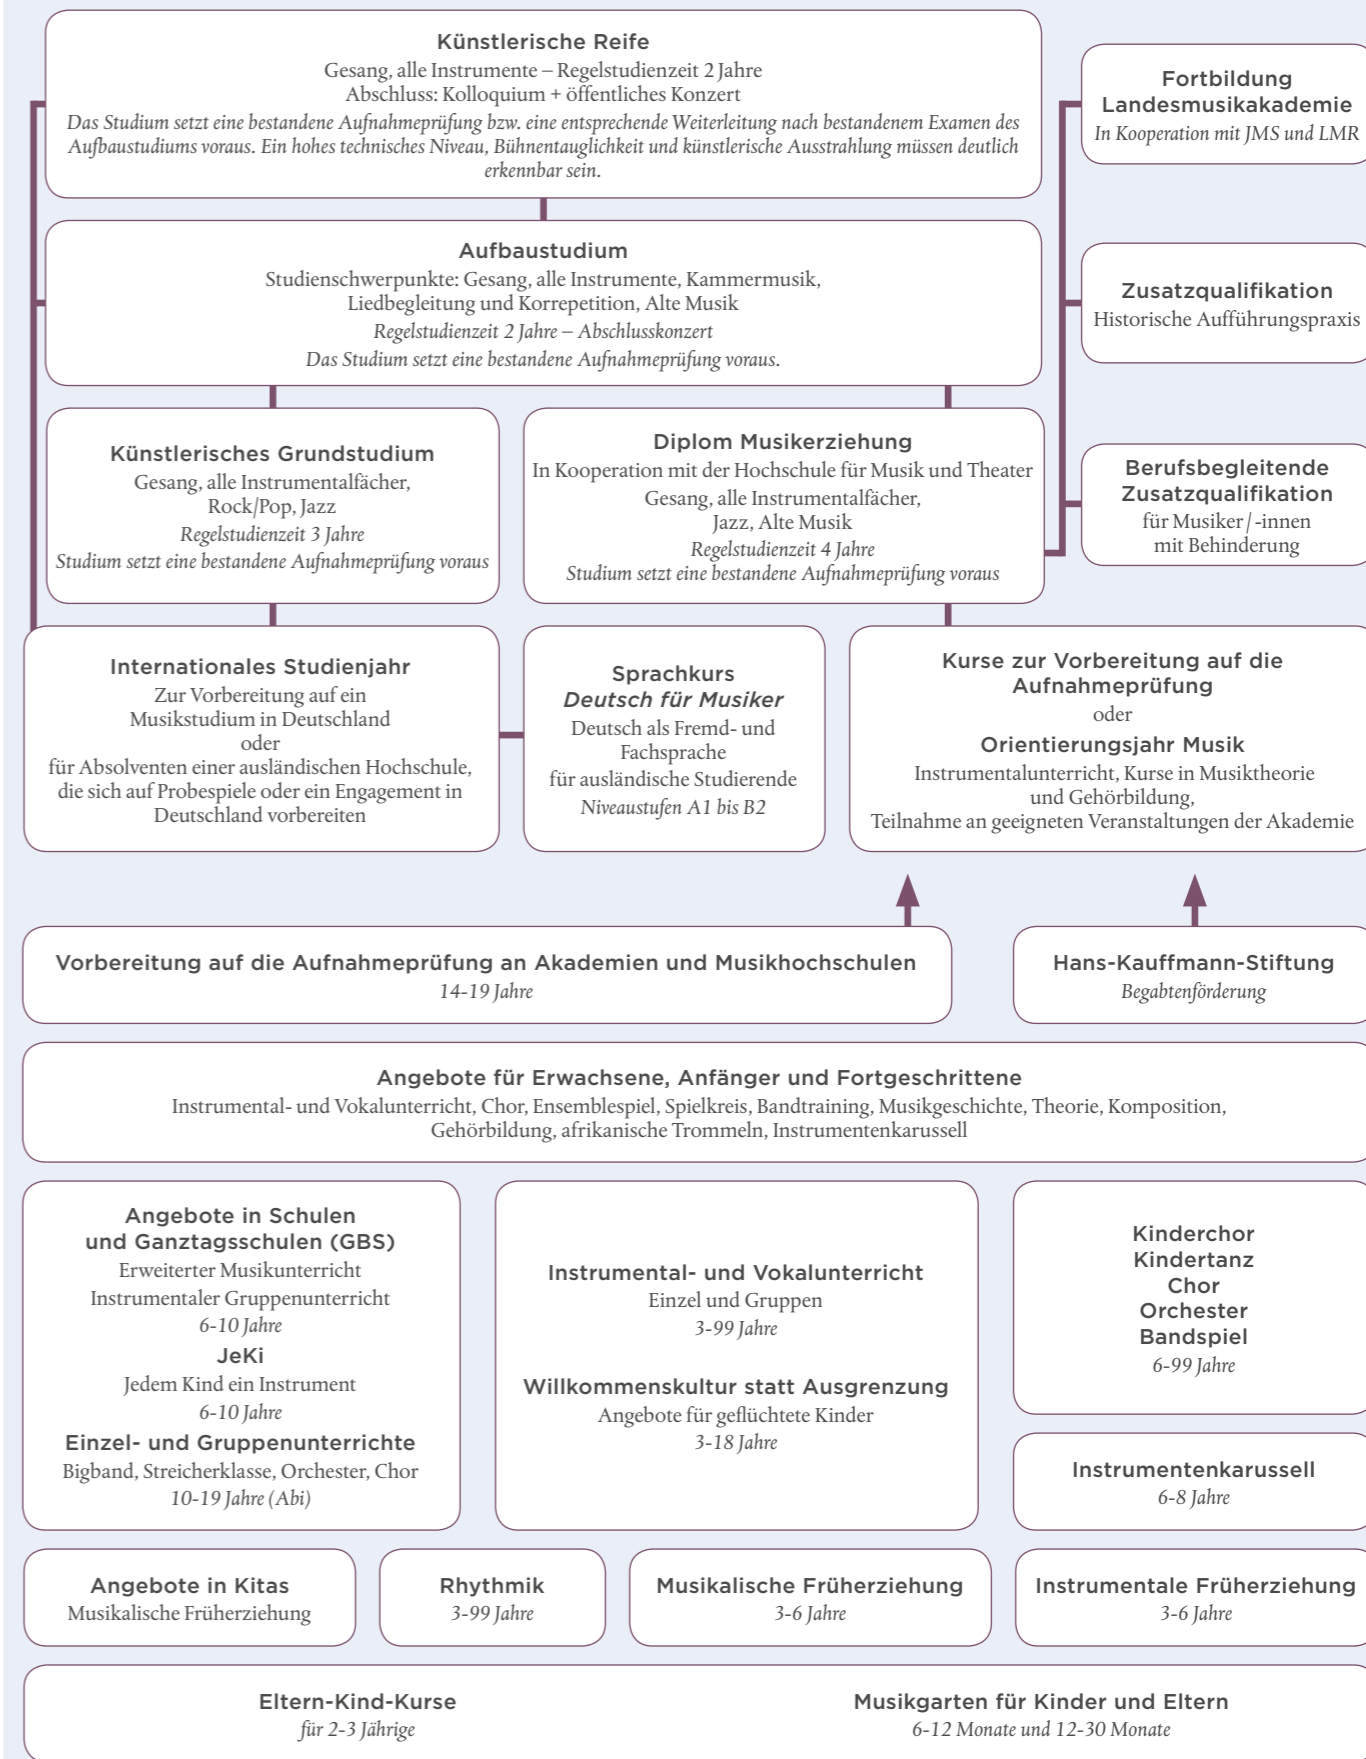 Künstlerische Reife
Gesang, alle Instrumente – Regelstudienzeit 2 Jahre
Abschluss: Kolloquium + öffentliches Konzert
Das Studium setzt eine bestandene Aufnahmeprüfung bzw. eine entsprechende Weiterleitung nach bestandenem Examen des
Aufbaustudiums voraus. Ein hohes technisches Niveau, Bühnentauglichkeit und künstlerische Ausstrahlung müssen deutlich
erkennbar sein.
Fortbildung
Landesmusikakademie
In Kooperation mit JMS und LMR
Aufbaustudium
Studienschwerpunkte: Gesang, alle Instrumente, Kammermusik,
Liedbegleitung und Korrepetition, Alte Musik
Regelstudienzeit 2 Jahre – Abschlusskonzert
Das Studium setzt eine bestandene Aufnahmeprüfung voraus.
Zusatzqualifikation
Historische Aufführungspraxis
Künstlerisches Grundstudium
Gesang, alle Instrumentalfächer,
Rock/Pop, Jazz
Regelstudienzeit 3 Jahre
Studium setzt eine bestandene Aufnahmeprüfung voraus
Diplom Musikerziehung
In Kooperation mit der Hochschule für Musik und Theater
Gesang, alle Instrumentalfächer,
Jazz, Alte Musik
Regelstudienzeit 4 Jahre
Studium setzt eine bestandene Aufnahmeprüfung voraus
Berufsbegleitende
Zusatzqualifikation
für Musiker/-innen
mit Behinderung
Internationales Studienjahr
Zur Vorbereitung auf ein
Musikstudium in Deutschland
oder
für Absolventen einer ausländischen Hochschule,
die sich auf Probespiele oder ein Engagement in
Deutschland vorbereiten
Sprachkurs
Deutsch für Musiker
Deutsch als Fremd- und
Fachsprache
für ausländische Studierende
Niveaustufen A1 bis B2
Kurse zur Vorbereitung auf die
Aufnahmeprüfung
oder
Orientierungsjahr Musik
Instrumentalunterricht, Kurse in Musiktheorie
und Gehörbildung,
Teilnahme an geeigneten Veranstaltungen der Akademie
Vorbereitung auf die Aufnahmeprüfung an Akademien und Musikhochschulen
14-19 Jahre
Hans-Kauffmann-Stiftung
Begabtenförderung
Angebote für Erwachsene, Anfänger und Fortgeschrittene
Instrumental- und Vokalunterricht, Chor, Ensemblespiel, Spielkreis, Bandtraining, Musikgeschichte, Theorie, Komposition,
Gehörbildung, afrikanische Trommeln, Instrumentenkarussell
Angebote in Schulen
und Ganztagsschulen (GBS)
Erweiterter Musikunterricht
Instrumentaler Gruppenunterricht
6-10 Jahre
JeKi
Jedem Kind ein Instrument
6-10 Jahre
Einzel- und Gruppenunterrichte
Bigband, Streicherklasse, Orchester, Chor
10-19 Jahre (Abi)
Instrumental- und Vokalunterricht
Einzel und Gruppen
3-99 Jahre
Willkommenskultur statt Ausgrenzung
Angebote für geflüchtete Kinder
3-18 Jahre
Kinderchor
Kindertanz
Chor
Orchester
Bandspiel
6-99 Jahre
Instrumentenkarussell
6-8 Jahre
Angebote in Kitas
Musikalische Früherziehung
Rhythmik
3-99 Jahre
Musikalische Früherziehung
3-6 Jahre
Instrumentale Früherziehung
3-6 Jahre
Eltern-Kind-Kurse
für 2-3 Jährige
Musikgarten für Kinder und Eltern
6-12 Monate und 12-30 Monate